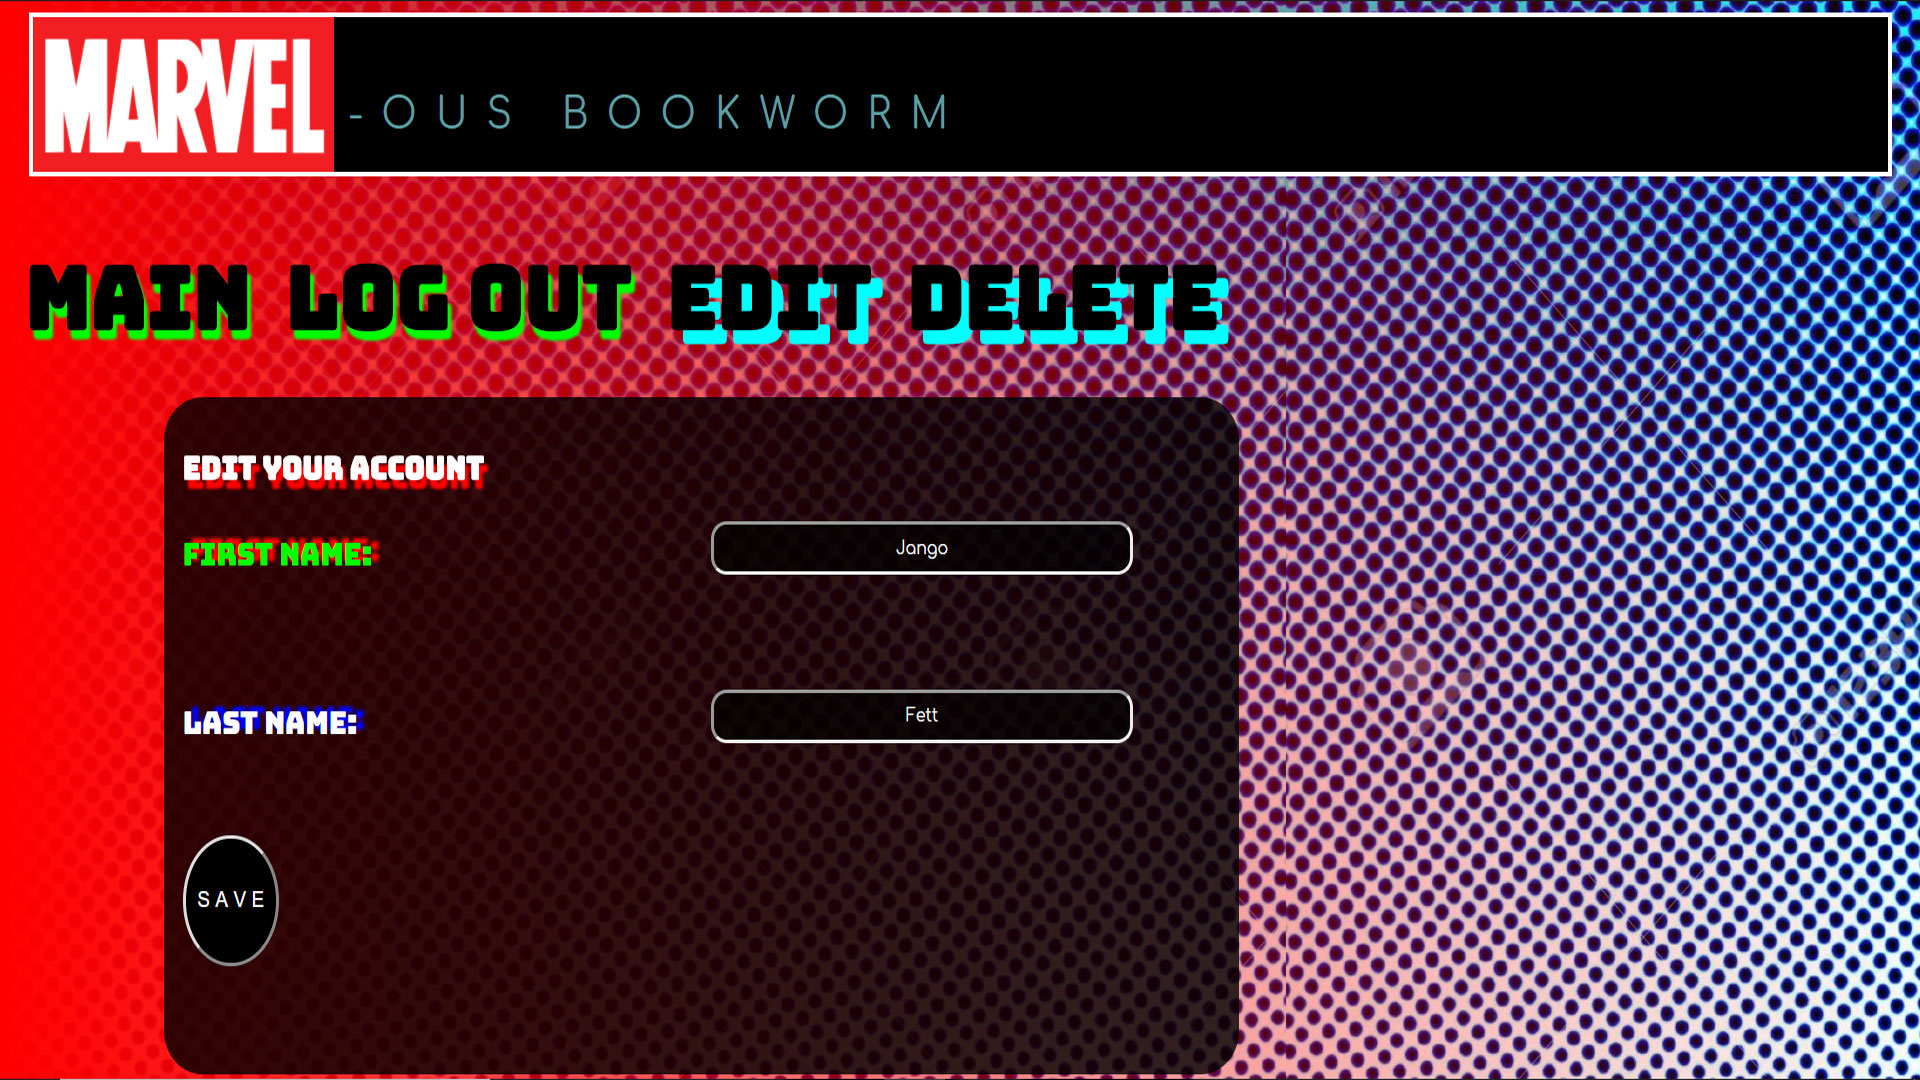 MARVEL -OUS BOOKWORM
MAIN LOG OUT EDIT DELETE
EDIT YOUR ACCOUNT
FIRST NAME: Jango
LAST NAME: Fett
SAVE